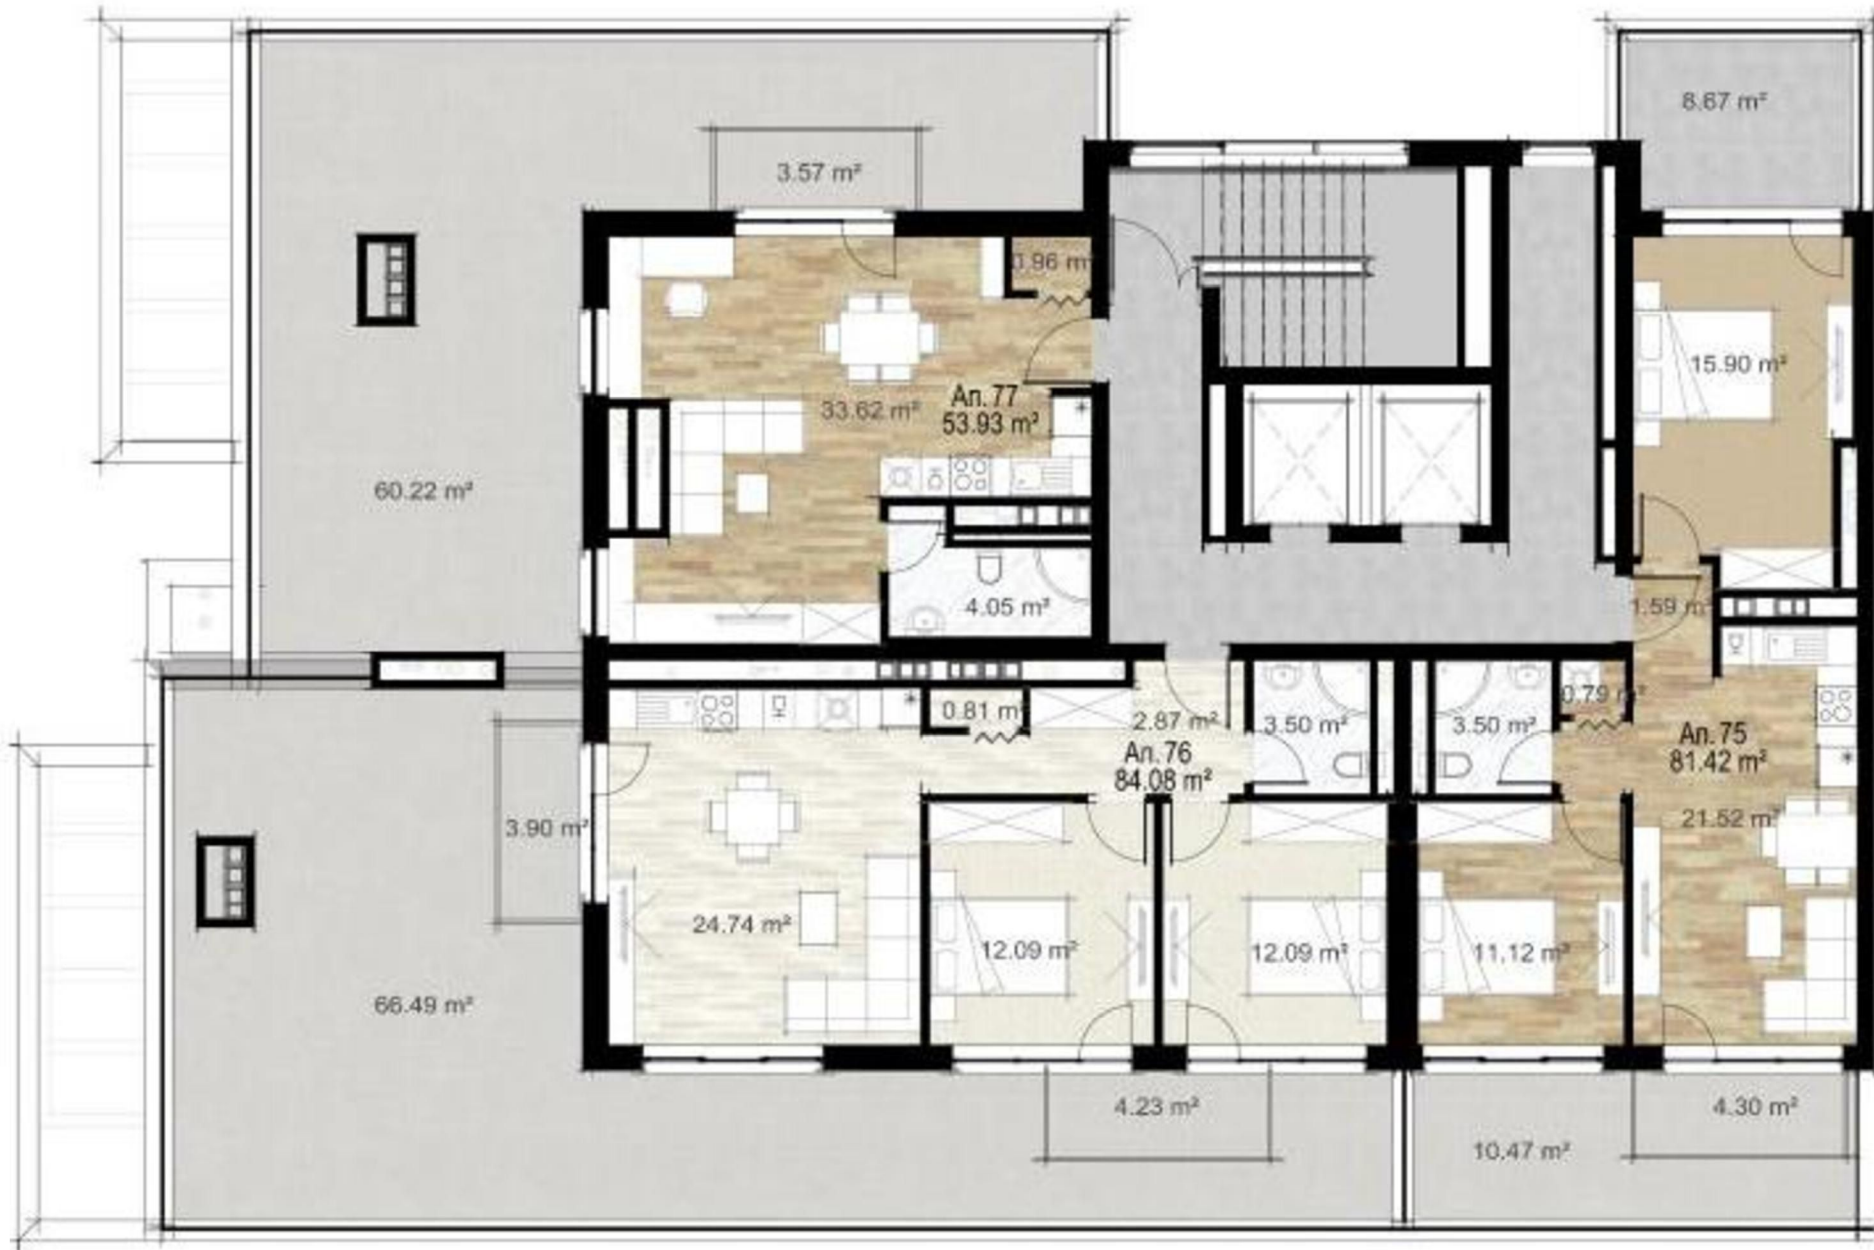 8.67 m²
3.57 m²
0.96 m
15.90 m²
Ап. 77
33.62 m²
53.93 m²
60.22 m²
4.05 m²
1.59 m²
0.79 m²
0.81 m²
2.87 m²
3.50 m²
3.50 m²
Ап. 76
84.08 m²
Ап. 75
81.42 m²
3.90 m²
21.52 m²
24.74 m²
12.09 m²
12.09 m²
11.12 m²
66.49 m²
4.23 m²
4.30 m²
10.47 m²